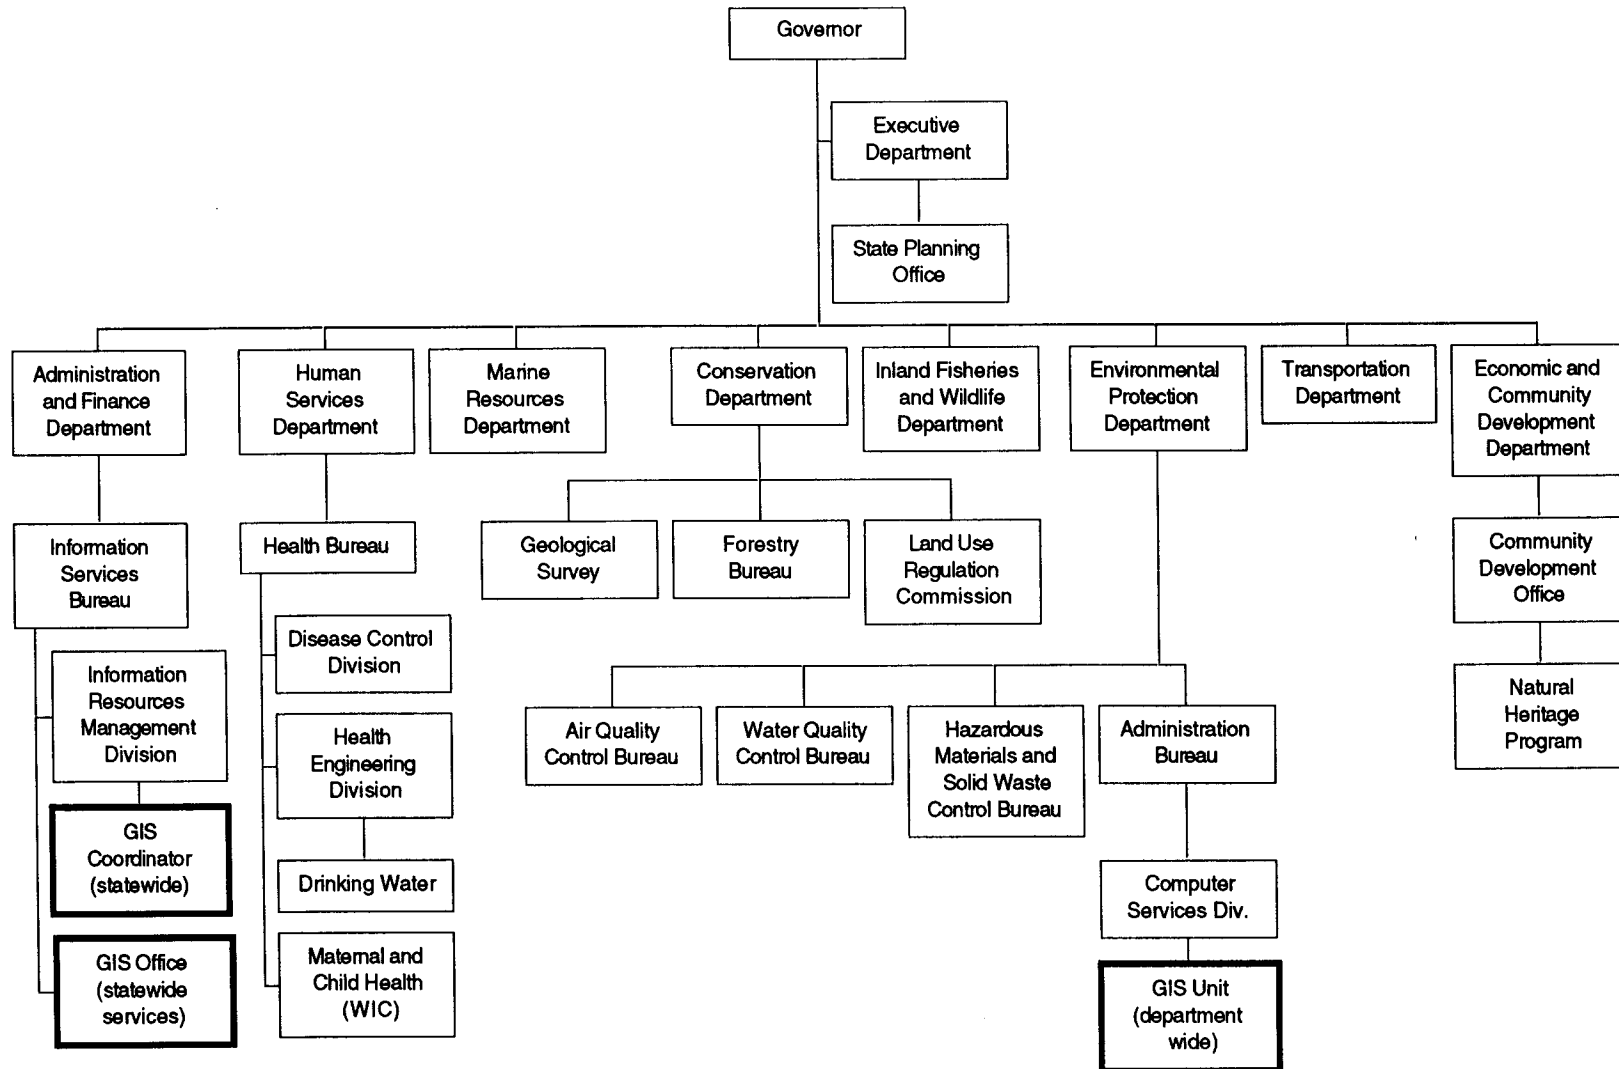 Governor
Executive
Department
State Planning
Office
Administration
and Finance
Department
Human
Services
Department
Marine
Resources
Department
Conservation
Department
Inland Fisheries
and Wildlife
Department
Environmental
Protection
Department
Transportation
Department
Economic and
Community
Development
Department
Information
Services
Bureau
Health Bureau
Geological
Survey
Forestry
Bureau
Land Use
Regulation
Commission
Community
Development
Office
Information
Resources
Management
Division
Disease Control
Division
Health
Engineering
Division
Air Quality
Control Bureau
Water Quality
Control Bureau
Hazardous
Materials and
Solid Waste
Control Bureau
Administration
Bureau
Natural
Heritage
Program
GIS
Coordinator
(statewide)
Drinking Water
Computer
Services Div.
GIS Office
(statewide
services)
Maternal and
Child Health
(WIC)
GIS Unit
(department
wide)